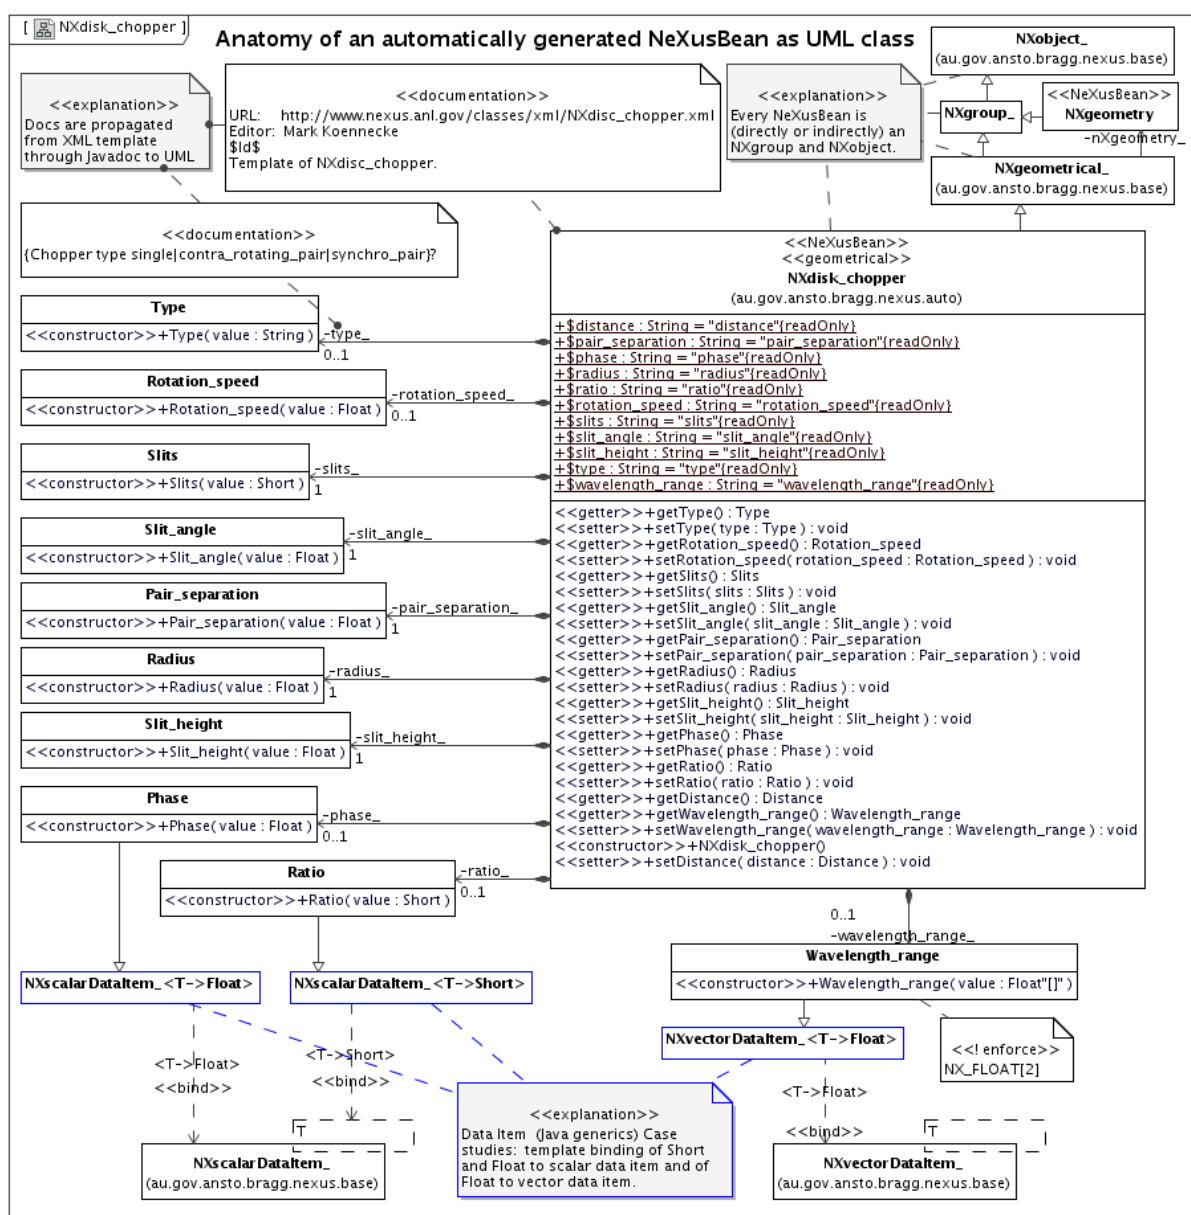 [ NXdisk_chopper ]
Anatomy of an automatically generated NeXusBean as UML class
NXobject_
(au.gov.ansto.bragg.nexus.base)
<<explanation>>
Docs are propagated
from XML template
through Javadoc to UML
<<documentation>>
URL: http://www.nexus.anl.gov/classes/xml/NXdisc_chopper.xml
Editor: Mark Koennecke
$Id$
Template of NXdisc_chopper.
<<explanation>>
Every NeXusBean is
(directly or indirectly) an
NXgroup and NXobject.
NXgroup_
<<NeXusBean>>
NXgeometry
-nXgeometry_
NXgeometrical_
(au.gov.ansto.bragg.nexus.base)
<<documentation>>
{Chopper type single|contra_rotating_pair|synchro_pair}?
<<NeXusBean>>
<<geometrical>>
NXdisk_chopper
(au.gov.ansto.bragg.nexus.auto)
+$distance : String = "distance"{readOnly}
+$pair_separation : String = "pair_separation"{readOnly}
+$phase : String = "phase"{readOnly}
+$radius : String = "radius"{readOnly}
+$ratio : String = "ratio"{readOnly}
+$rotation_speed : String = "rotation_speed"{readOnly}
+$slits : String = "slits"{readOnly}
+$slit_angle : String = "slit_angle"{readOnly}
+$slit_height : String = "slit_height"{readOnly}
+$type : String = "type"{readOnly}
+$wavelength_range : String = "wavelength_range"{readOnly}
<<getter>>+getType() : Type
<<setter>>+setType( type : Type ) : void
<<getter>>+getRotation_speed() : Rotation_speed
<<setter>>+setRotation_speed( rotation_speed : Rotation_speed ) : void
<<getter>>+getSlits() : Slits
<<setter>>+setSlits( slits : Slits ) : void
<<getter>>+getSlit_angle() : Slit_angle
<<setter>>+setSlit_angle( slit_angle : Slit_angle ) : void
<<getter>>+getPair_separation() : Pair_separation
<<setter>>+setPair_separation( pair_separation : Pair_separation ) : void
<<getter>>+getRadius() : Radius
<<setter>>+setRadius( radius : Radius ) : void
<<getter>>+getSlit_height() : Slit_height
<<setter>>+setSlit_height( slit_height : Slit_height ) : void
<<getter>>+getPhase() : Phase
<<setter>>+setPhase( phase : Phase ) : void
<<getter>>+getRatio() : Ratio
<<setter>>+setRatio( ratio : Ratio ) : void
<<getter>>+getDistance() : Distance
<<getter>>+getWavelength_range() : Wavelength_range
<<setter>>+setWavelength_range( wavelength_range : Wavelength_range ) : void
<<constructor>>+NXdisk_chopper()
<<setter>>+setDistance( distance : Distance ) : void
Type
<<constructor>>+Type( value : String )
-type_
0..1
Rotation_speed
<<constructor>>+Rotation_speed( value : Float )
-rotation_speed_
0..1
Slits
<<constructor>>+Slits( value : Short )
-slits_
1
Slit_angle
<<constructor>>+Slit_angle( value : Float )
-slit_angle_
1
Pair_separation
<<constructor>>+Pair_separation( value : Float )
-pair_separation_
1
Radius
<<constructor>>+Radius( value : Float )
-radius_
1
Slit_height
<<constructor>>+Slit_height( value : Float )
-slit_height_
1
Phase
<<constructor>>+Phase( value : Float )
-phase_
0..1
Ratio
<<constructor>>+Ratio( value : Short )
-ratio_
0..1
0..1
-wavelength_range_
Wavelength_range
<<constructor>>+Wavelength_range( value : Float"[]" )
NXscalarDataItem_<T->Float>
NXscalarDataItem_<T->Short>
NXvectorDataItem_<T->Float>
<<! enforce>>
NX_FLOAT[2]
<T->Float>
<<bind>>
<T->Short>
<<bind>>
<T->Float>
<<bind>>
<<explanation>>
Data Item (Java generics) Case
studies: template binding of Short
and Float to scalar data item and of
Float to vector data item.
T
NXscalarDataItem_
(au.gov.ansto.bragg.nexus.base)
T
NXvectorDataItem_
(au.gov.ansto.bragg.nexus.base)